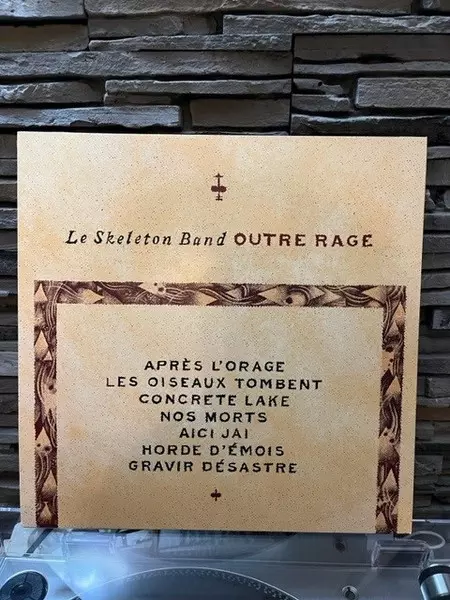 Le Skeleton Band OUTRE RAGE
APRÈS L'ORAGE
LES OISEAUX TOMBENT
CONCRETE LAKE
NOS MORTS
AICI JAI
HORDE D'ÉMOIS
GRAVIR DÉSASTRE